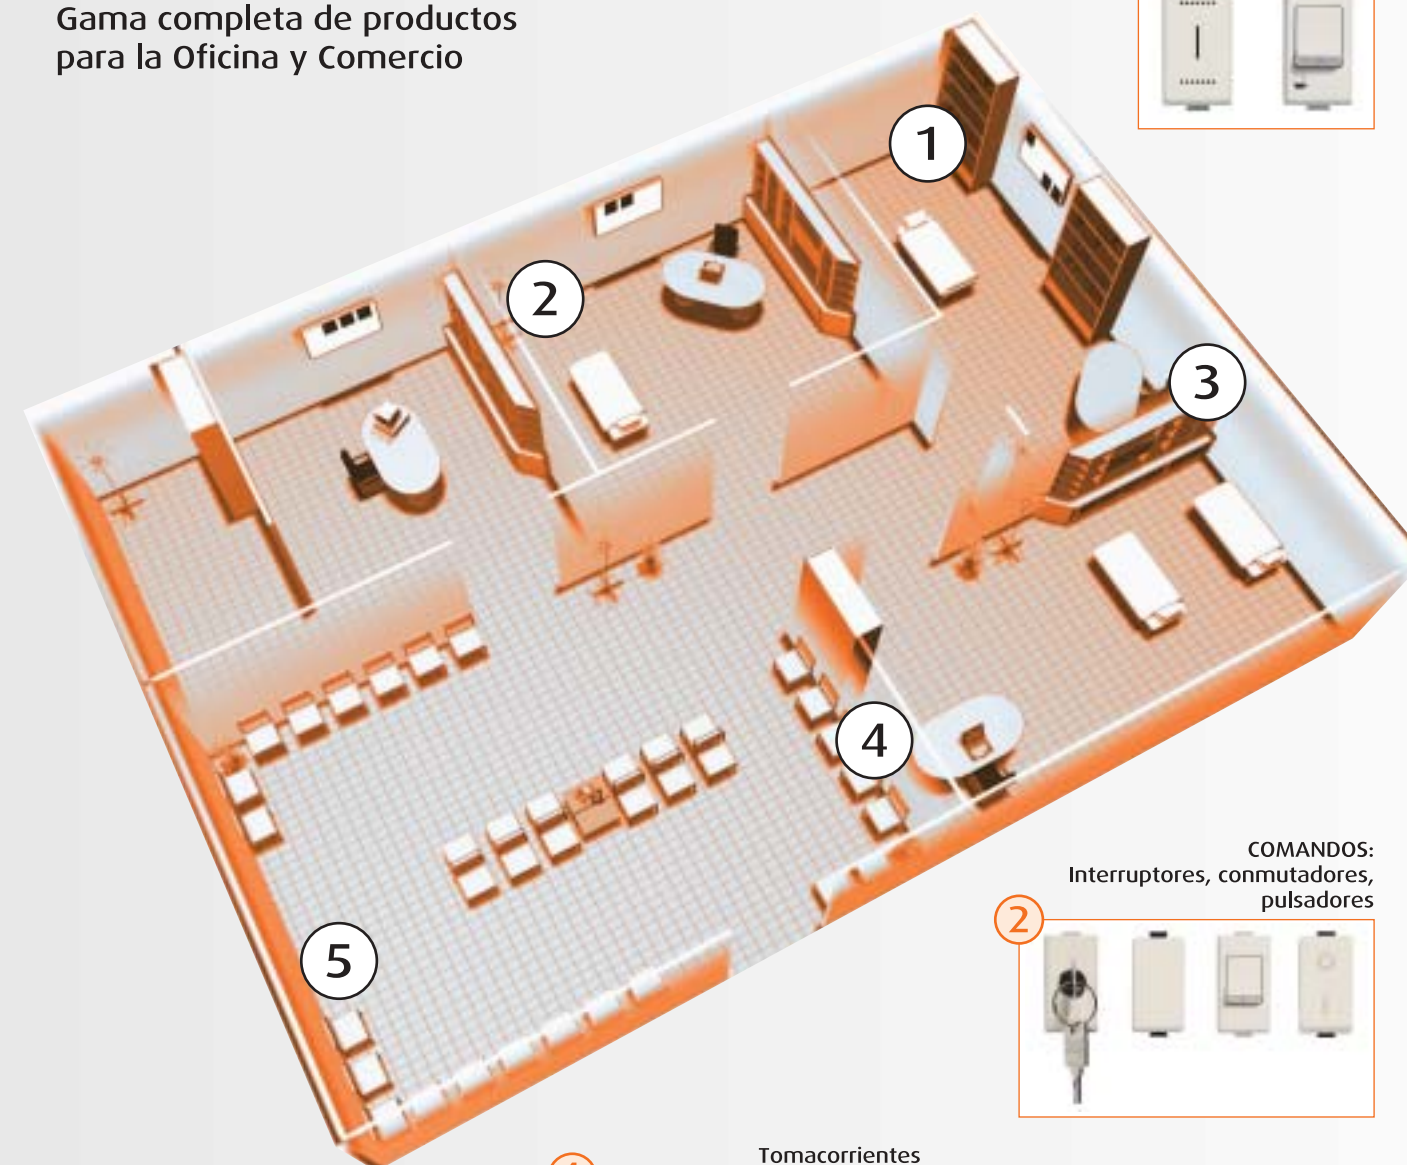 Gama completa de productos
para la Oficina y Comercio
1
2
3
4
5
COMANDOS:
Interruptores, conmutadores,
pulsadores
2
Tomacorrientes